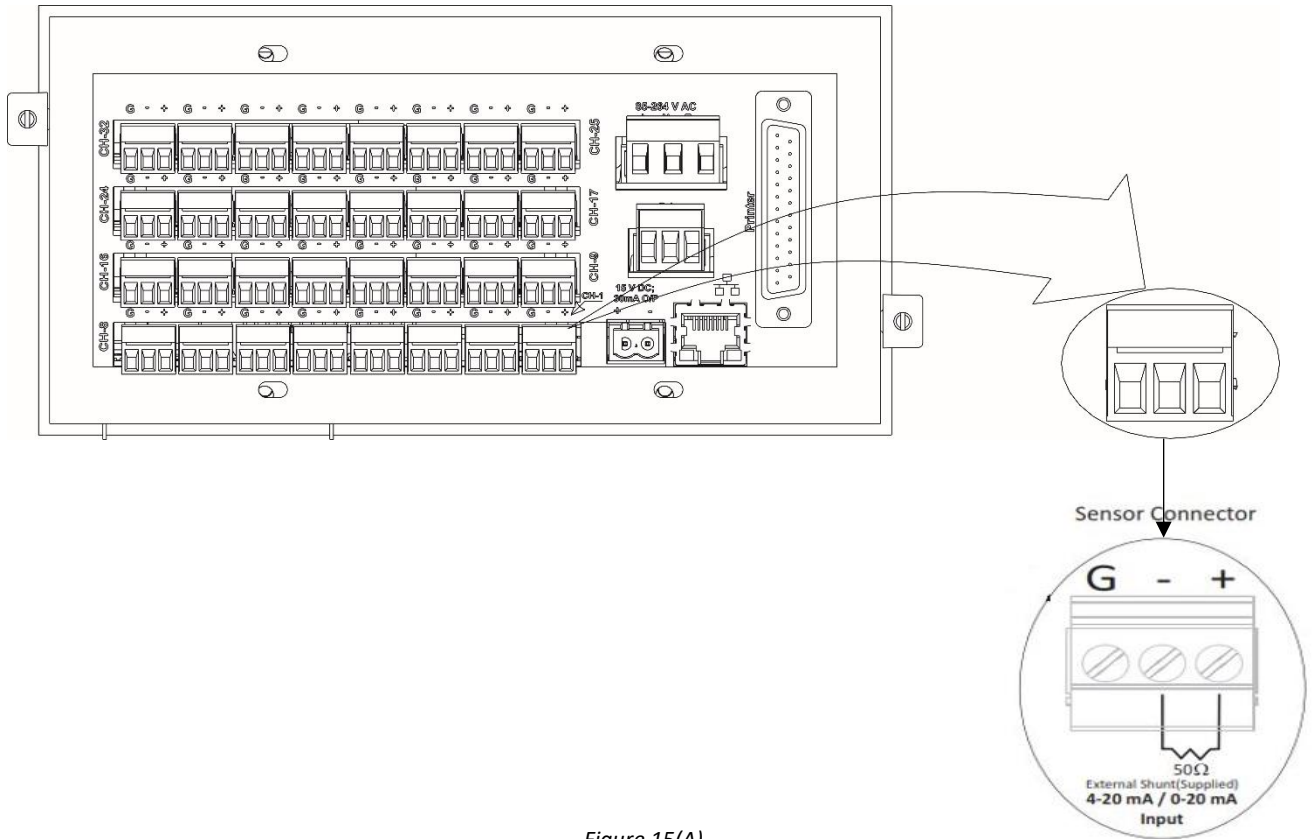 85-264 V AC
G - + G - + G - + G - + G - + G - + G - + G - +
CH-32
CH-25
G - + G - + G - + G - + G - + G - + G - + G - +
CH-24
CH-17
Printer
G - + G - + G - + G - + G - + G - + G - + G - +
CH-16
CH-9
CH-1
15 V DC;
30mA O/P
+ -
G - + G - + G - + G - + G - + G - + G - + G - +
CH-8
Sensor Connector
G - +
50Ω
External Shunt(Supplied)
4-20 mA / 0-20 mA
Input
Figure 15(A)